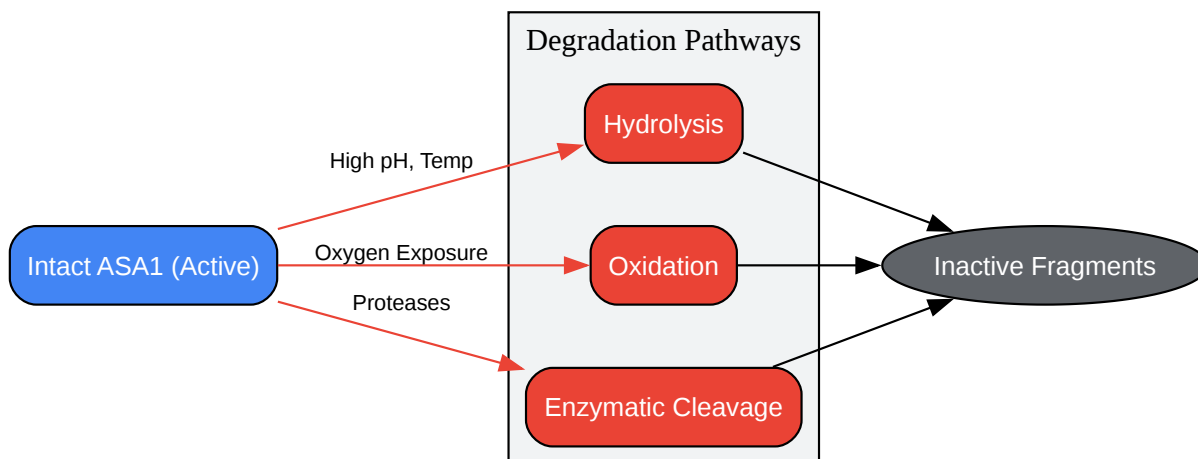 Degradation Pathways
Hydrolysis
High pH, Temp
Intact ASA1 (Active)
Oxygen Exposure
Oxidation
Inactive Fragments
Proteases
Enzymatic Cleavage